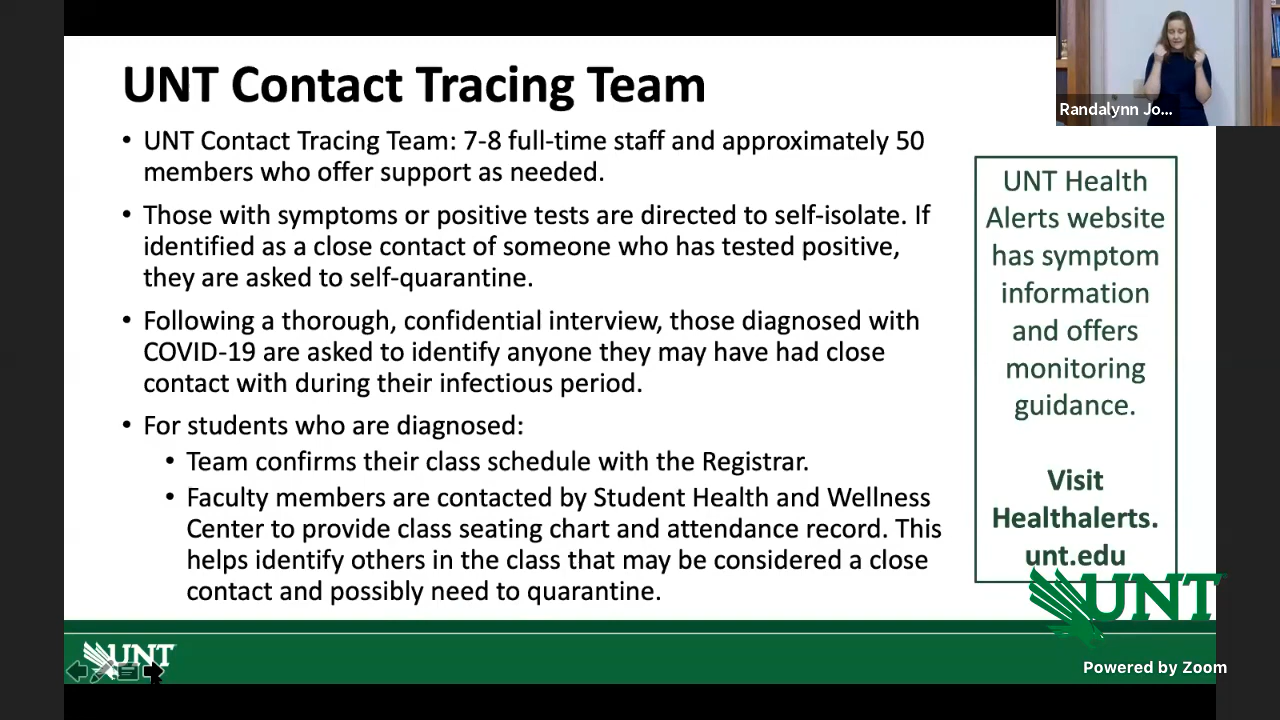 UNT Contact Tracing Team
Randalynn Jo...
• UNT Contact Tracing Team: 7-8 full-time staff and approximately 50
members who offer support as needed.
• Those with symptoms or positive tests are directed to self-isolate. If
identified as a close contact of someone who has tested positive,
they are asked to self-quarantine.
• Following a thorough, confidential interview, those diagnosed with
COVID-19 are asked to identify anyone they may have had close
contact with during their infectious period.
• For students who are diagnosed:
• Team confirms their class schedule with the Registrar.
• Faculty members are contacted by Student Health and Wellness
Center to provide class seating chart and attendance record. This
helps identify others in the class that may be considered a close
contact and possibly need to quarantine.
UNT Health
Alerts website
has symptom
information
and offers
monitoring
guidance.
Visit
Healthalerts.
unt.edu
UNT
UNT
Powered by Zoom